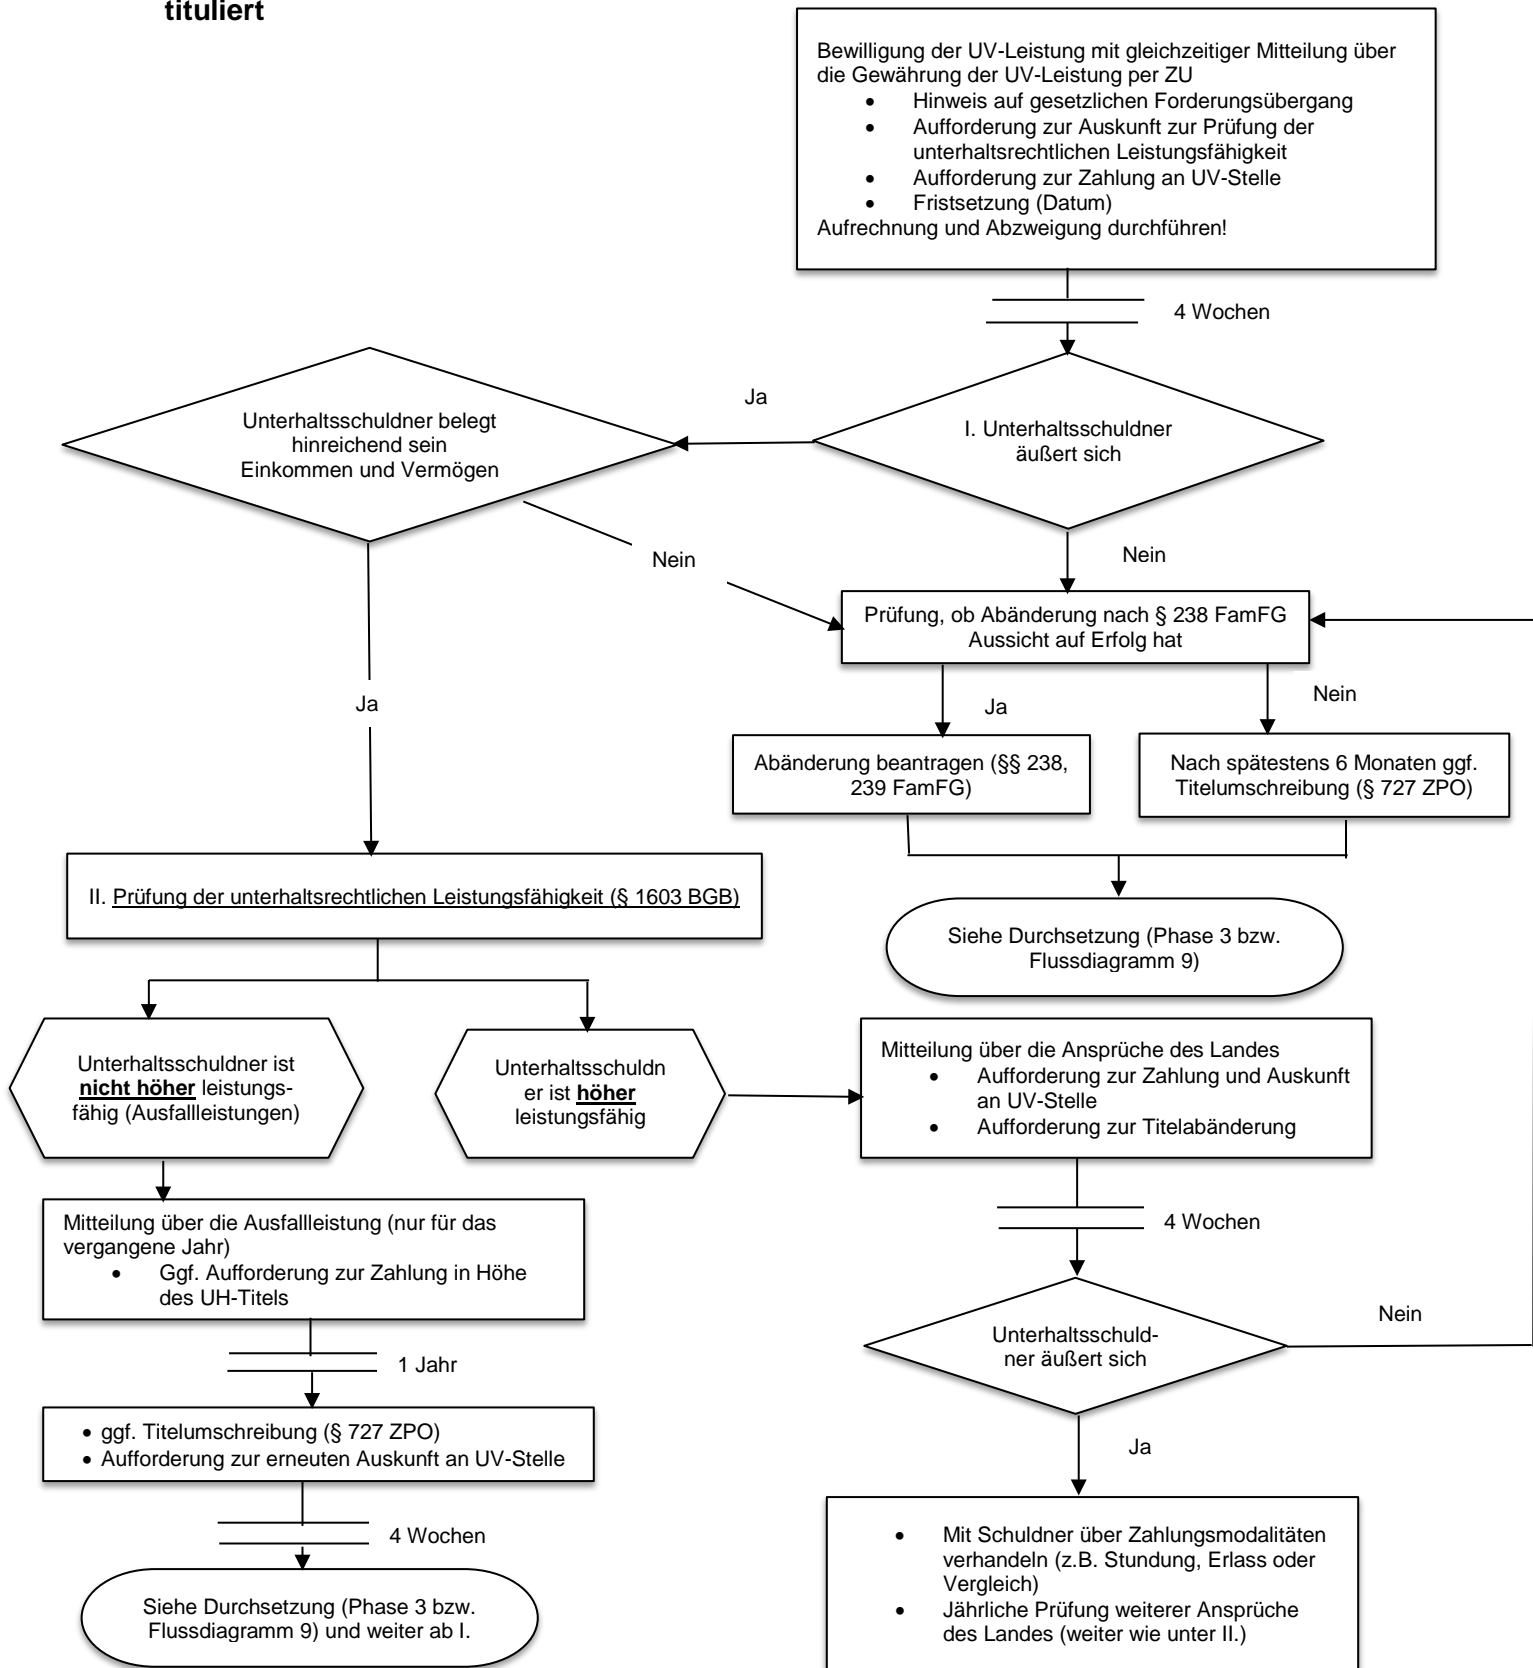 tituliert
Bewilligung der UV-Leistung mit gleichzeitiger Mitteilung über
die Gewährung der UV-Leistung per ZU
• Hinweis auf gesetzlichen Forderungsübergang
• Aufforderung zur Auskunft zur Prüfung der
unterhaltsrechtlichen Leistungsfähigkeit
• Aufforderung zur Zahlung an UV-Stelle
• Fristsetzung (Datum)
Aufrechnung und Abzweigung durchführen!
4 Wochen
I. Unterhaltsschuldner
äußert sich
Ja
Unterhaltsschuldner belegt
hinreichend sein
Einkommen und Vermögen
Nein
Nein
Prüfung, ob Abänderung nach § 238 FamFG
Aussicht auf Erfolg hat
Ja
Nein
Abänderung beantragen (§§ 238,
239 FamFG)
Nach spätestens 6 Monaten ggf.
Titelumschreibung (§ 727 ZPO)
Siehe Durchsetzung (Phase 3 bzw.
Flussdiagramm 9)
Ja
II. Prüfung der unterhaltsrechtlichen Leistungsfähigkeit (§ 1603 BGB)
Unterhaltsschuldner ist
nicht höher leistungs-
fähig (Ausfallleistungen)
Unterhaltsschuldn
er ist höher
leistungsfähig
Mitteilung über die Ansprüche des Landes
• Aufforderung zur Zahlung und Auskunft
an UV-Stelle
• Aufforderung zur Titelabänderung
Mitteilung über die Ausfallleistung (nur für das
vergangene Jahr)
• Ggf. Aufforderung zur Zahlung in Höhe
des UH-Titels
1 Jahr
• ggf. Titelumschreibung (§ 727 ZPO)
• Aufforderung zur erneuten Auskunft an UV-Stelle
4 Wochen
Siehe Durchsetzung (Phase 3 bzw.
Flussdiagramm 9) und weiter ab I.
4 Wochen
Unterhaltsschuld-
ner äußert sich
Nein
Ja
• Mit Schuldner über Zahlungsmodalitäten
verhandeln (z.B. Stundung, Erlass oder
Vergleich)
• Jährliche Prüfung weiterer Ansprüche
des Landes (weiter wie unter II.)